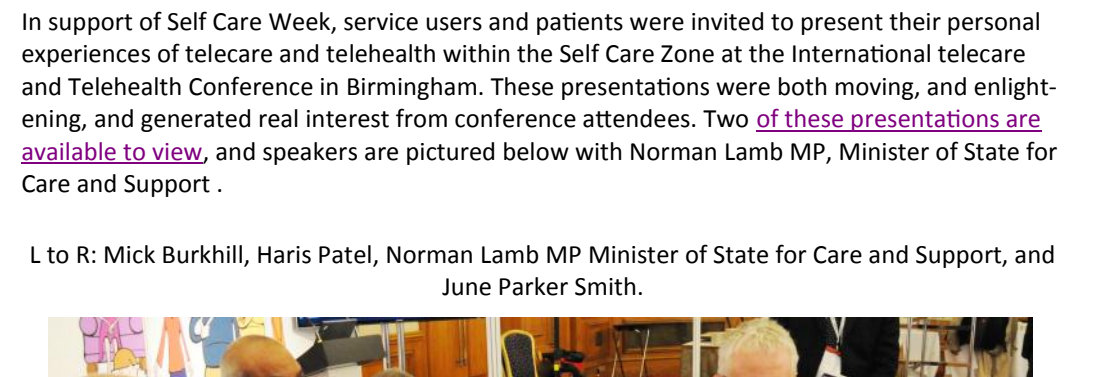 In support of Self Care Week, service users and patients were invited to present their personal
experiences of telecare and telehealth within the Self Care Zone at the International telecare
and Telehealth Conference in Birmingham. These presentations were both moving, and enlight-
ening, and generated real interest from conference attendees. Two of these presentations are
available to view, and speakers are pictured below with Norman Lamb MP, Minister of State for
Care and Support .
L to R: Mick Burkhill, Haris Patel, Norman Lamb MP Minister of State for Care and Support, and
June Parker Smith.